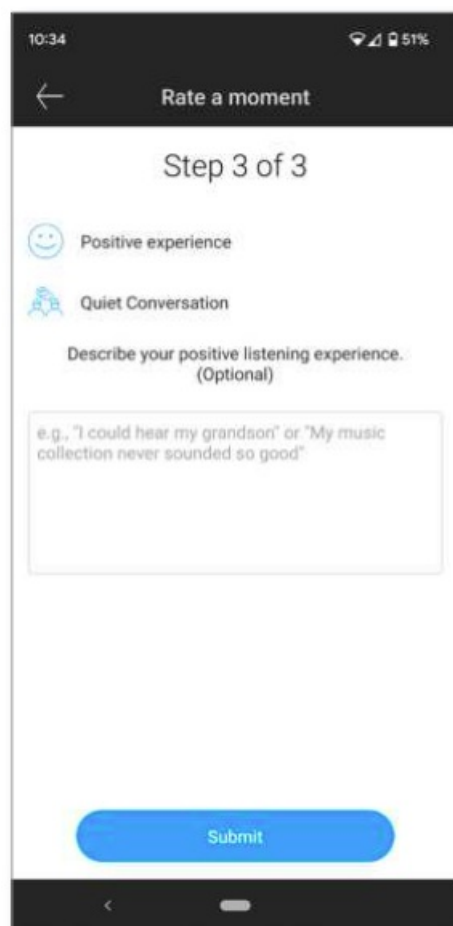 10:34
51%
Rate a moment
Step 3 of 3
Positive experience
Quiet Conversation
Describe your positive listening experience.
(Optional)
e.g., "I could hear my grandson" or "My music
collection never sounded so good"
Submit